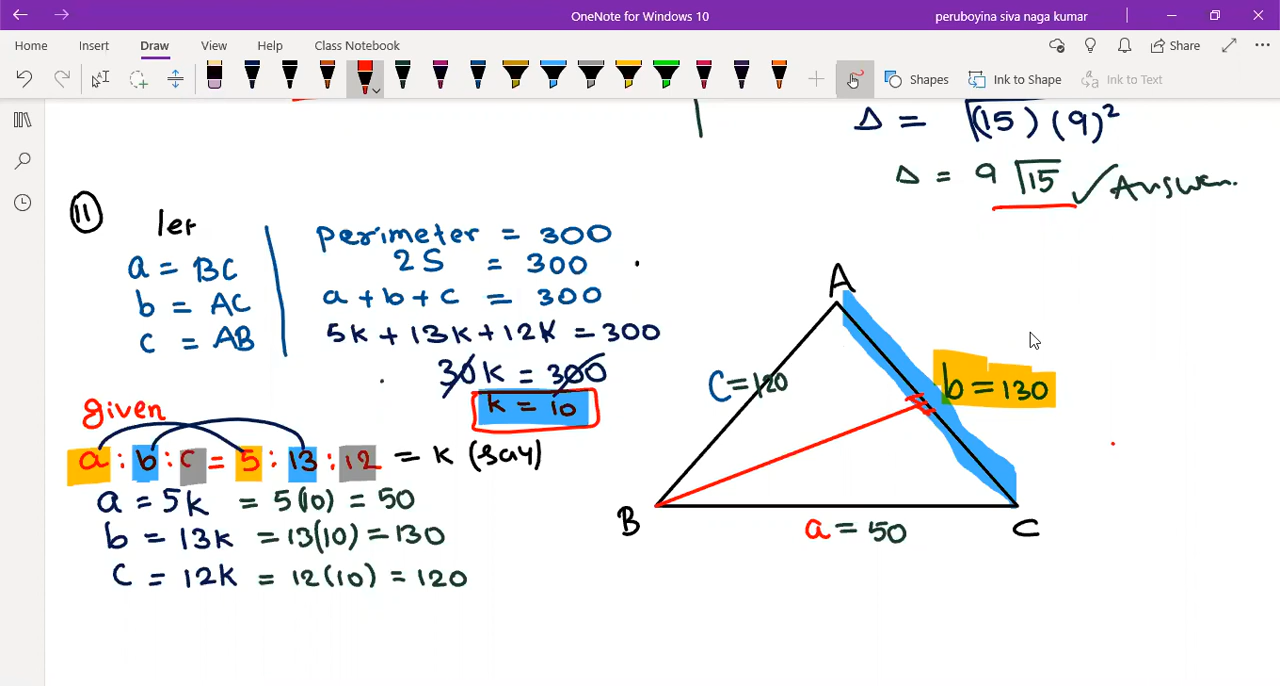 OneNote for Windows 10
peruboyina siva naga kumar
Home Insert Draw View Help Class Notebook
Share
Shapes Ink to Shape Ink to Text
Δ = √(15) (9)²
Δ = 9 √15 ✓ Answer.
11
let
a = BC
b = AC
c = AB
perimeter = 300
2S = 300
a + b + c = 300
5k + 13k + 12k = 300
30k = 300
k = 10
given
a : b : c = 5 : 13 : 12 = k (say)
a = 5k = 5(10) = 50
b = 13k = 13(10) = 130
c = 12k = 12(10) = 120
A
c = 120
b = 130
B
a = 50
C